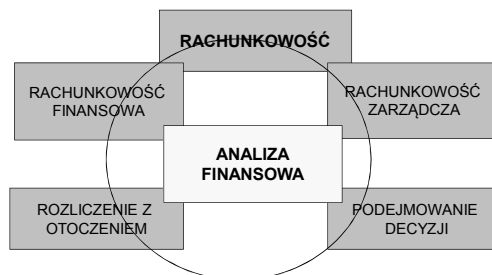 RACHUNKOWOŚĆ
RACHUNKOWOŚĆ
FINANSOWA
RACHUNKOWOŚĆ
ZARZĄDCZA
ANALIZA
FINANSOWA
ROZLICZENIE Z
OTOCZENIEM
PODEJMOWANIE
DECYZJI